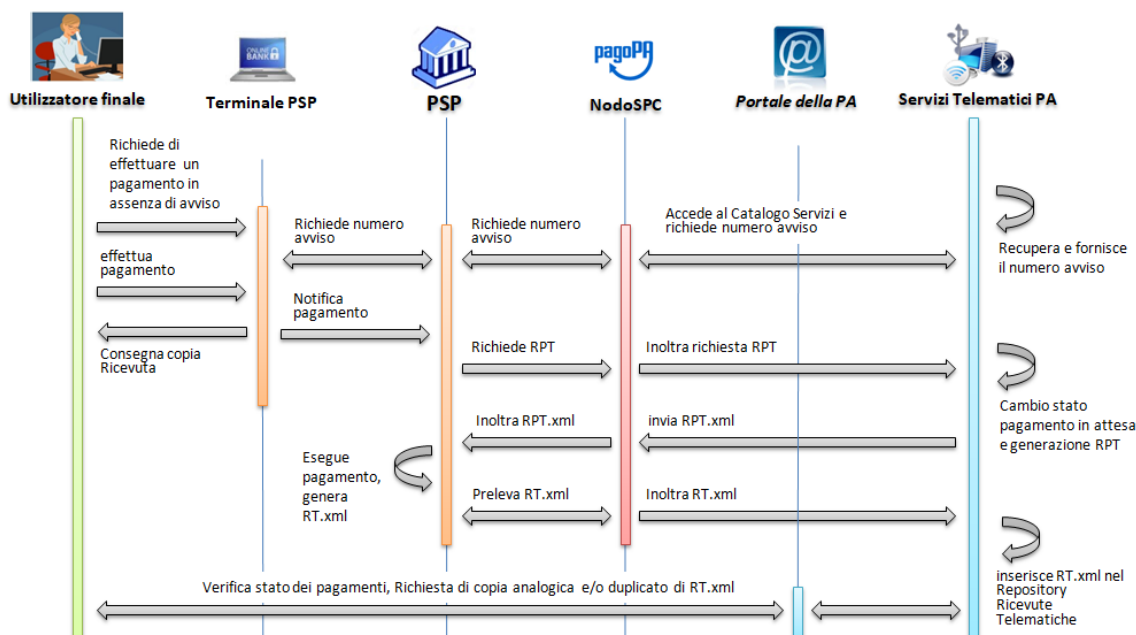 ONLINE
BANK
pagoPA
@
Utilizzatore finale
Terminale PSP
PSP
NodoSPC
Portale della PA
Servizi Telematici PA
Richiede di
effettuare un
pagamento in
assenza di avviso
Richiede numero
avviso
Richiede numero
avviso
Accede al Catalogo Servizi e
richiede numero avviso
Recupera e fornisce
il numero avviso
effettua
pagamento
Notifica
pagamento
Consegna copia
Ricevuta
Richiede RPT
Inoltra richiesta RPT
Cambio stato
pagamento in attesa
e generazione RPT
Inoltra RPT.xml
invia RPT.xml
Esegue
pagamento,
genera
RT.xml
Preleva RT.xml
Inoltra RT.xml
inserisce RT.xml nel
Repository
Ricevute
Telematiche
Verifica stato dei pagamenti, Richiesta di copia analogica e/o duplicato di RT.xml